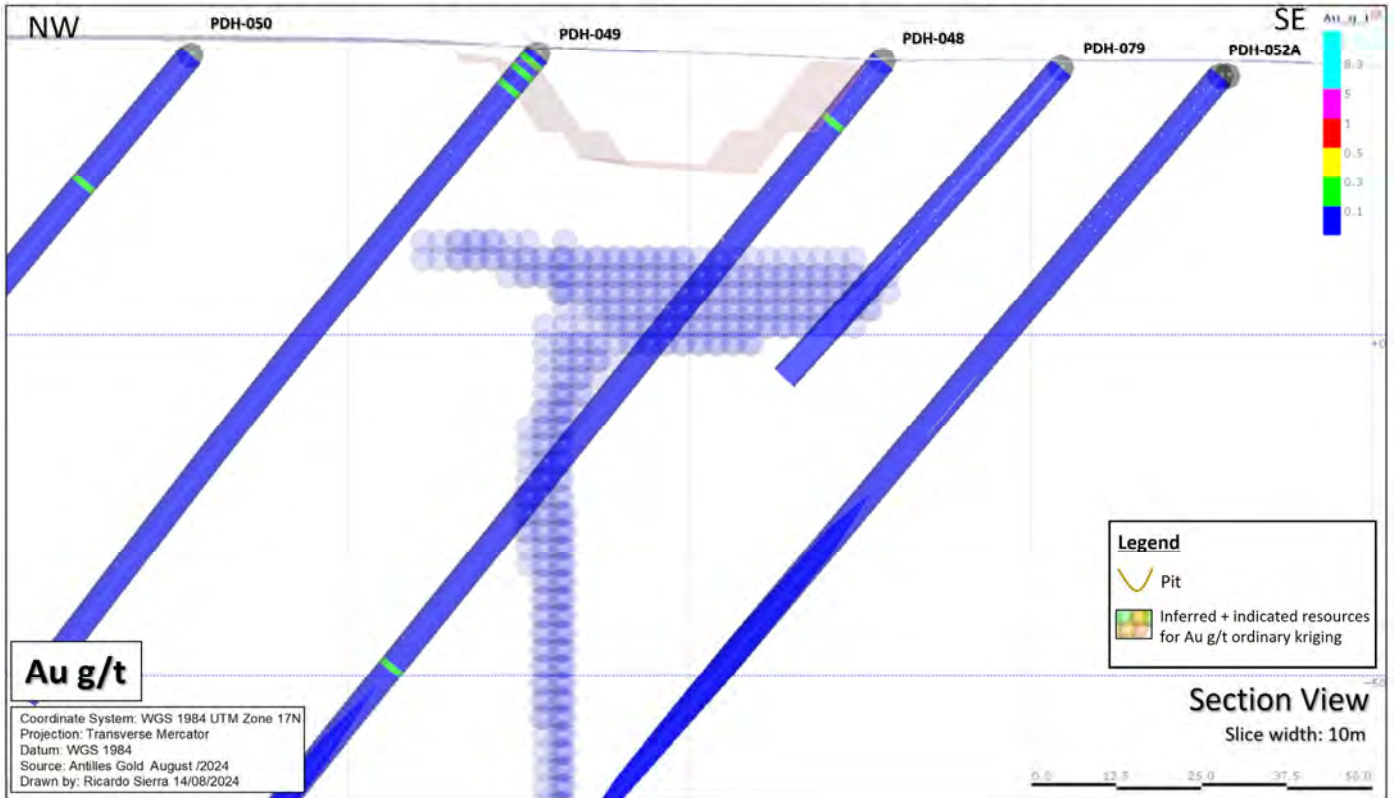 NW
PDH-050
PDH-049
PDH-048
PDH-079
PDH-052A
SE
8.3
5
1
0.5
0.3
0.1
+0
-50
Legend
Pit
Inferred + indicated resources
for Au g/t ordinary kriging
Au g/t
Section View
Slice width: 10m
Coordinate System: WGS 1984 UTM Zone 17N
Projection: Transverse Mercator
Datum: WGS 1984
Source: Antilles Gold August /2024
Drawn by: Ricardo Sierra 14/08/2024
0.0 12.5 25.0 37.5 50.0